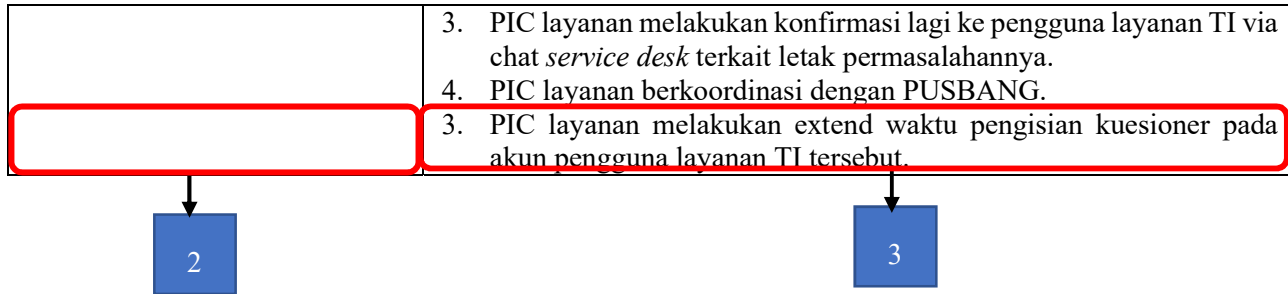 3. PIC layanan melakukan konfirmasi lagi ke pengguna layanan TI via
chat service desk terkait letak permasalahannya.
4. PIC layanan berkoordinasi dengan PUSBANG.
3. PIC layanan melakukan extend waktu pengisian kuesioner pada
akun pengguna layanan TI tersebut.
2
3